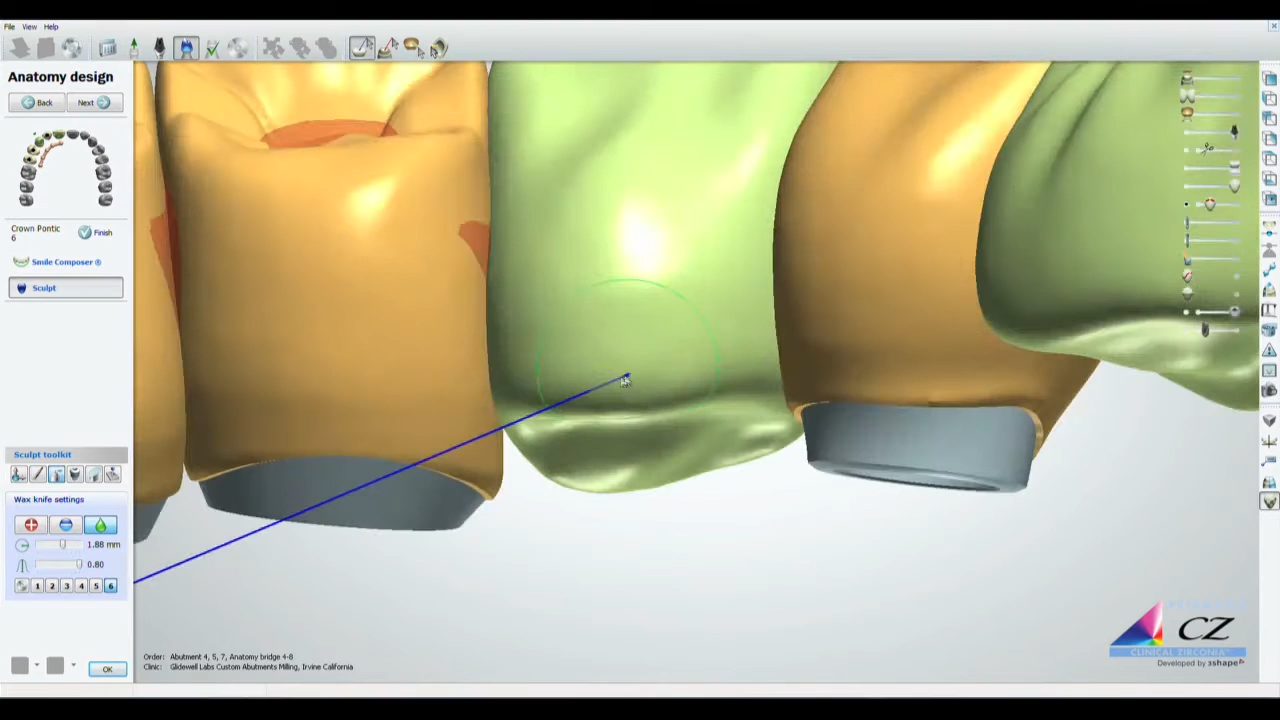 File View Help
Anatomy design
Back Next
Crown Pontic
6
Finish
Smile Composer ®
Sculpt
Sculpt toolkit
Wax knife settings
1.88 mm
0.80
1 2 3 4 5 6
OK
Order: Abutment 4, 5, 7, Anatomy bridge 4-8
Clinic: Glidewell Labs Custom Abutments Milling, Irvine California
CZ
CLINICAL ZIRCONIA™
Developed by 3shape